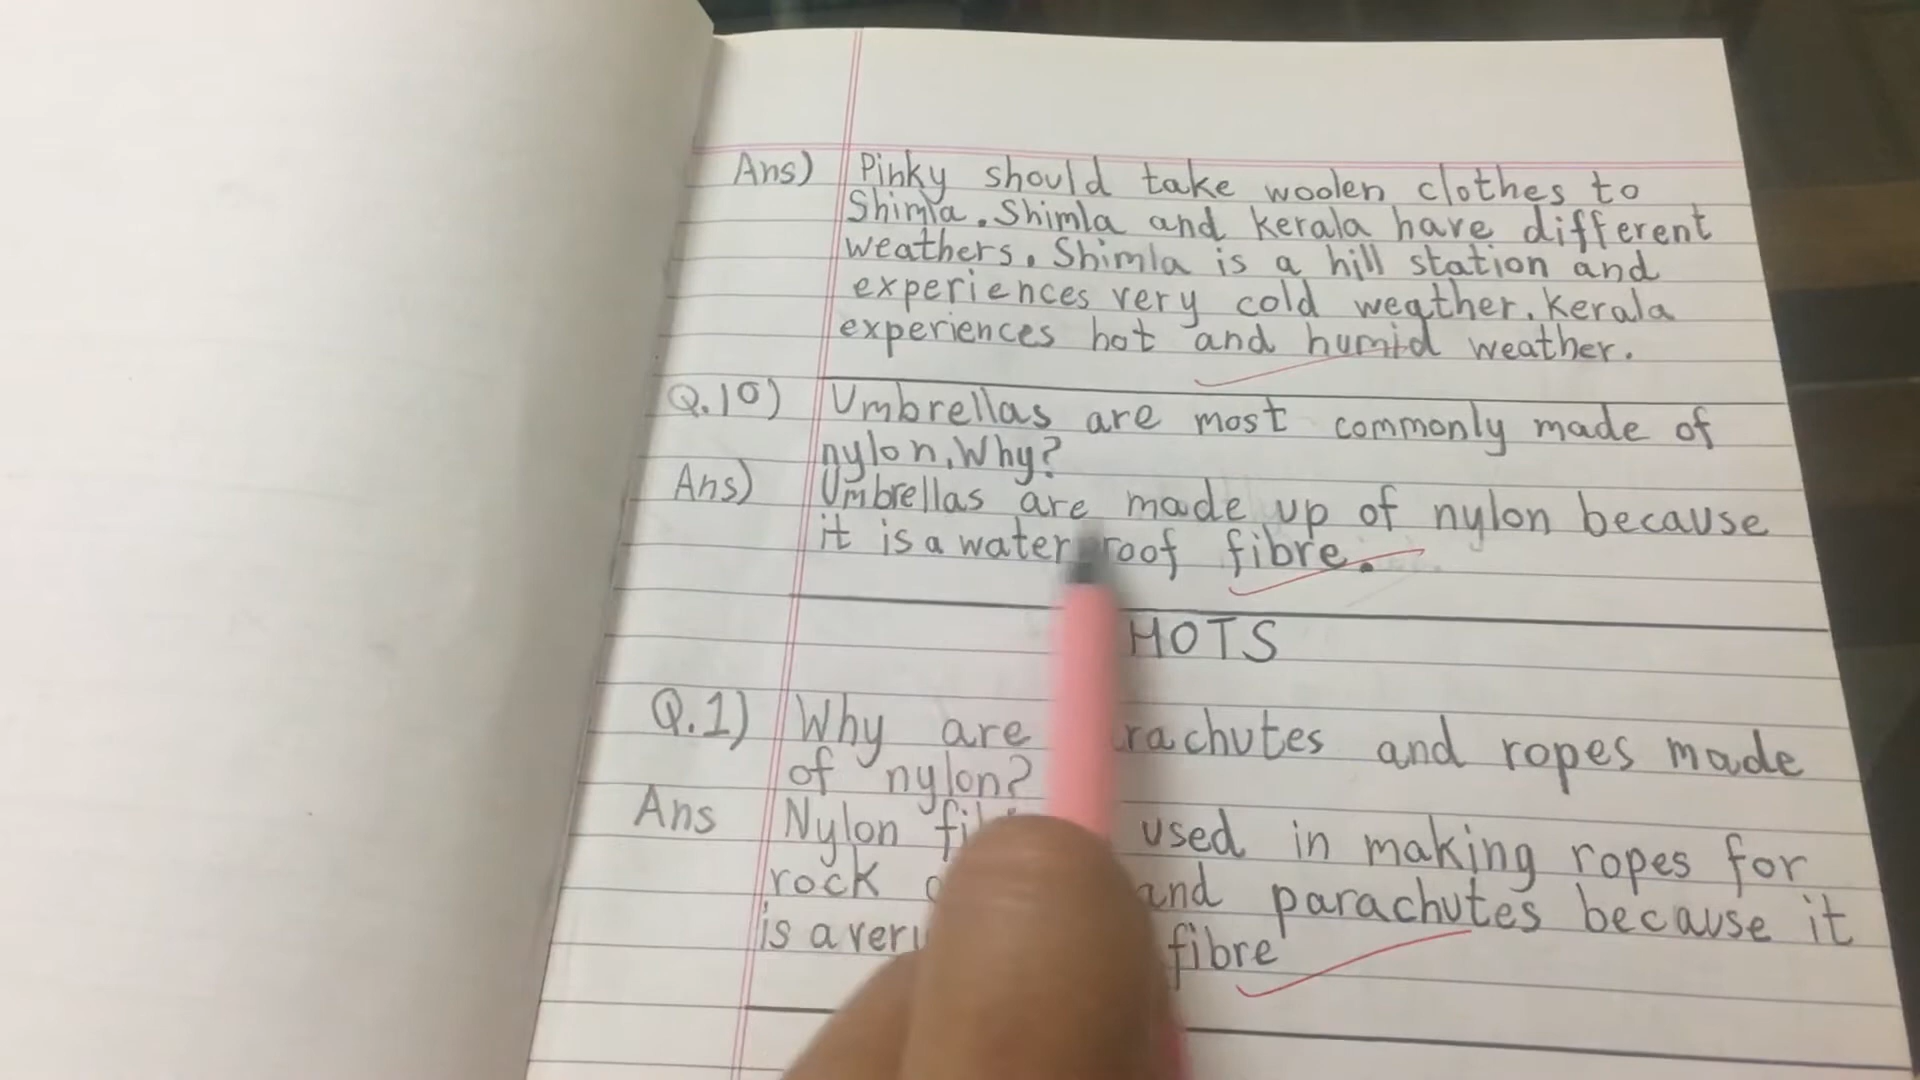 Ans) Pinky should take woolen clothes to
Shimla. Shimla and Kerala have different
weathers. Shimla is a hill station and
experiences very cold weather. Kerala
experiences hot and humid weather.
Q.10) Umbrellas are most commonly made of
nylon. Why?
Ans) Umbrellas are made up of nylon because
it is a water roof fibre.
HOTS
Q.1) Why are rachutes and ropes made
of nylon?
Ans Nylon used in making ropes for
rock and parachutes because it
is a very fibre